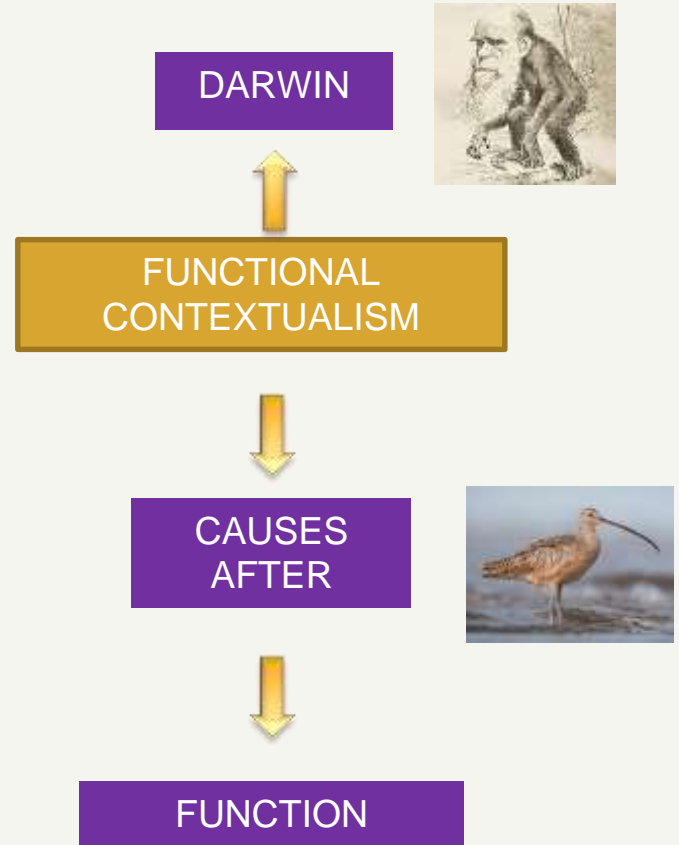 DARWIN
FUNCTIONAL
CONTEXTUALISM
CAUSES
AFTER
FUNCTION